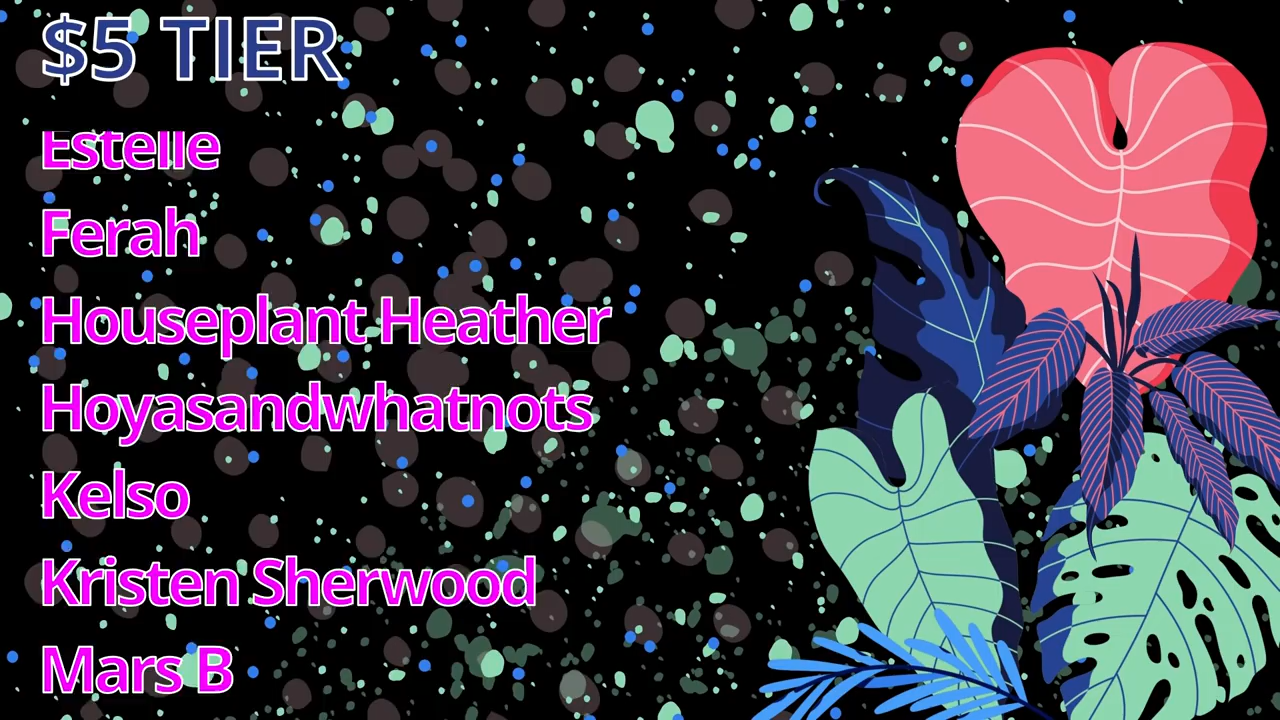 $5 TIER
Estelle
Ferah
Houseplant Heather
Hoyasandwhatnots
Kelso
Kristen Sherwood
Mars B